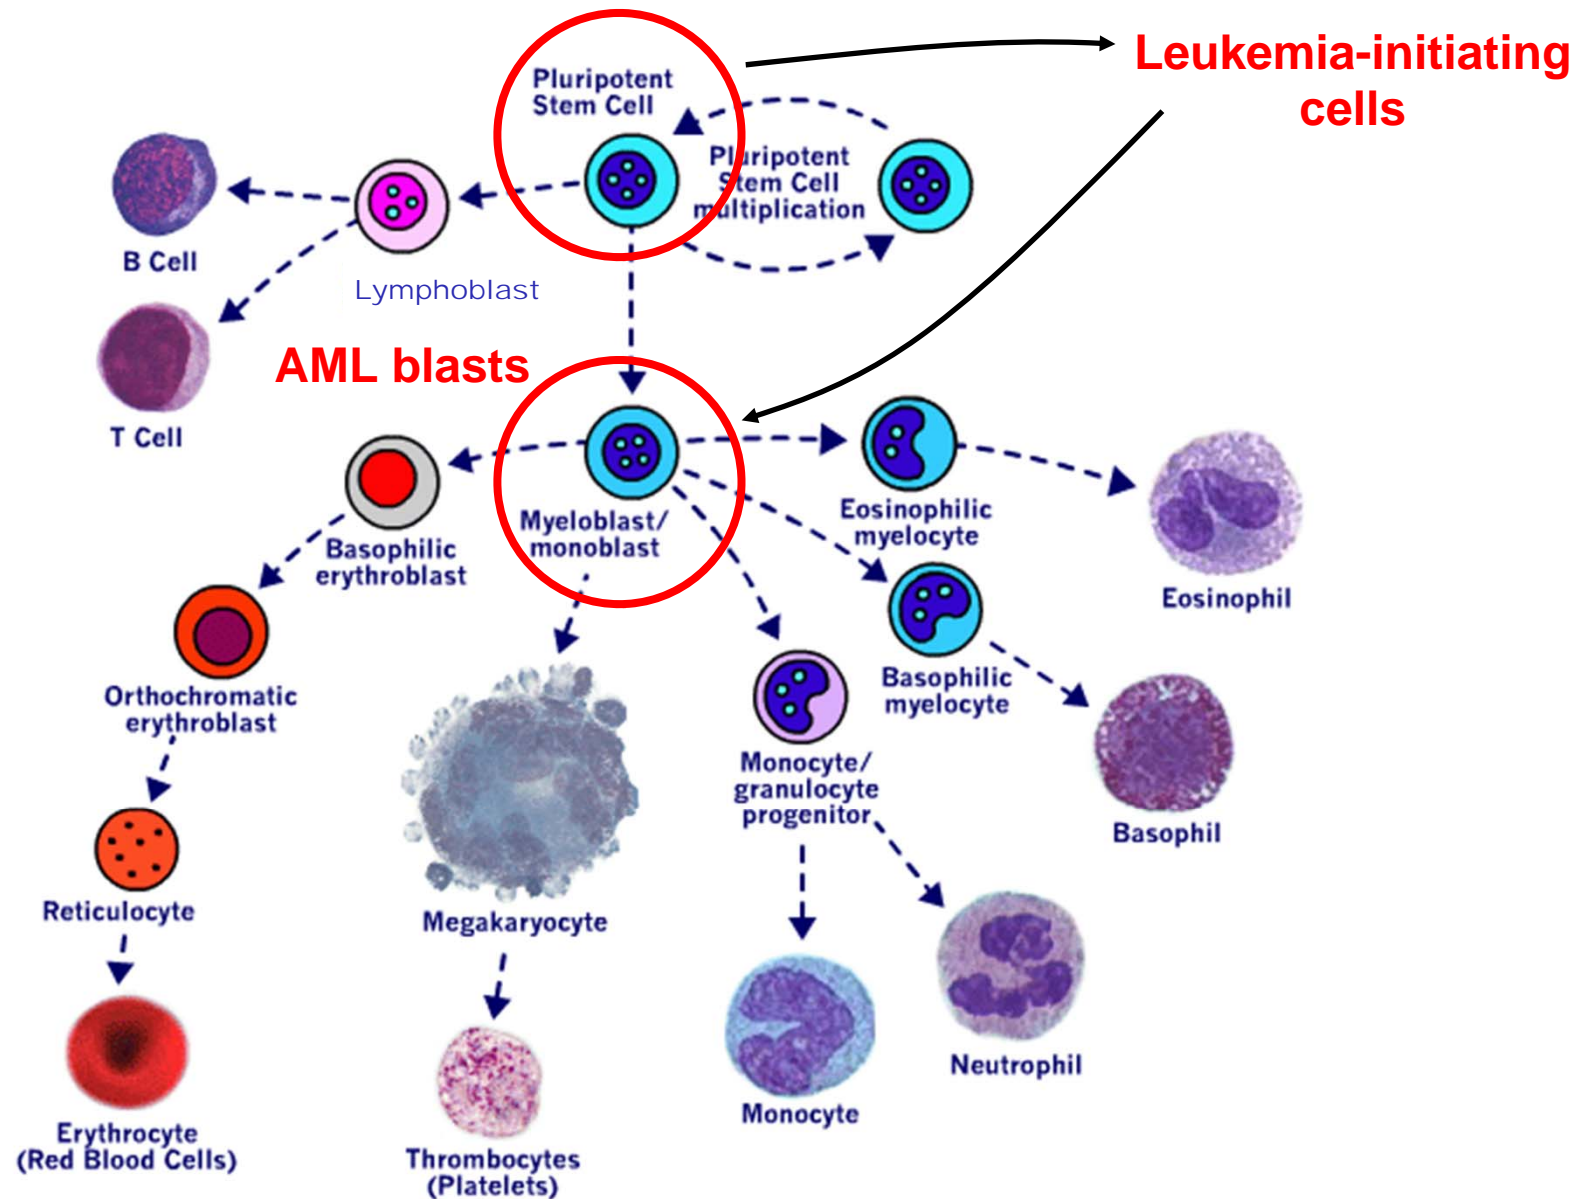 Leukemia-initiating
cells
Pluripotent
Stem Cell
Pluripotent
Stem Cell
multiplication
B Cell
Lymphoblast
T Cell
AML blasts
Basophilic
erythroblast
Myeloblast/
monoblast
Eosinophilic
myelocyte
Eosinophil
Orthochromatic
erythroblast
Basophilic
myelocyte
Monocyte/
granulocyte
progenitor
Basophil
Reticulocyte
Megakaryocyte
Neutrophil
Monocyte
Erythrocyte
(Red Blood Cells)
Thrombocytes
(Platelets)